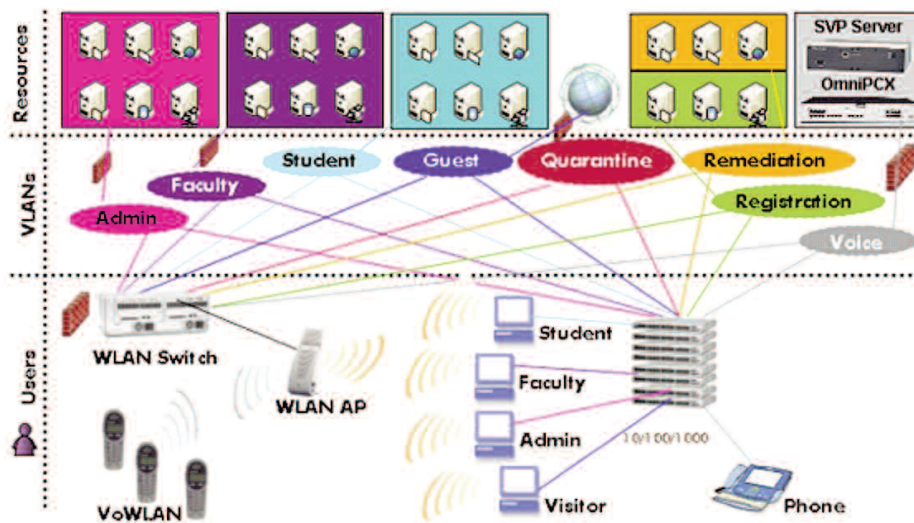 Resources
SVP Server
OmniPCX
VLANs
Student
Guest
Quarantine
Remediation
Faculty
Registration
Admin
Voice
Users
WLAN Switch
WLAN AP
VoWLAN
Student
Faculty
Admin
10/100/1000
Visitor
Phone